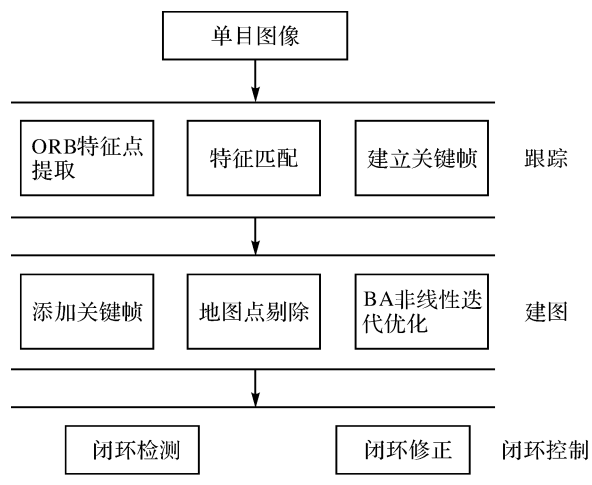 单目图像
ORB特征点
提取
特征匹配
建立关键帧
跟踪
添加关键帧
地图点剔除
BA非线性迭
代优化
建图
闭环检测
闭环修正
闭环控制